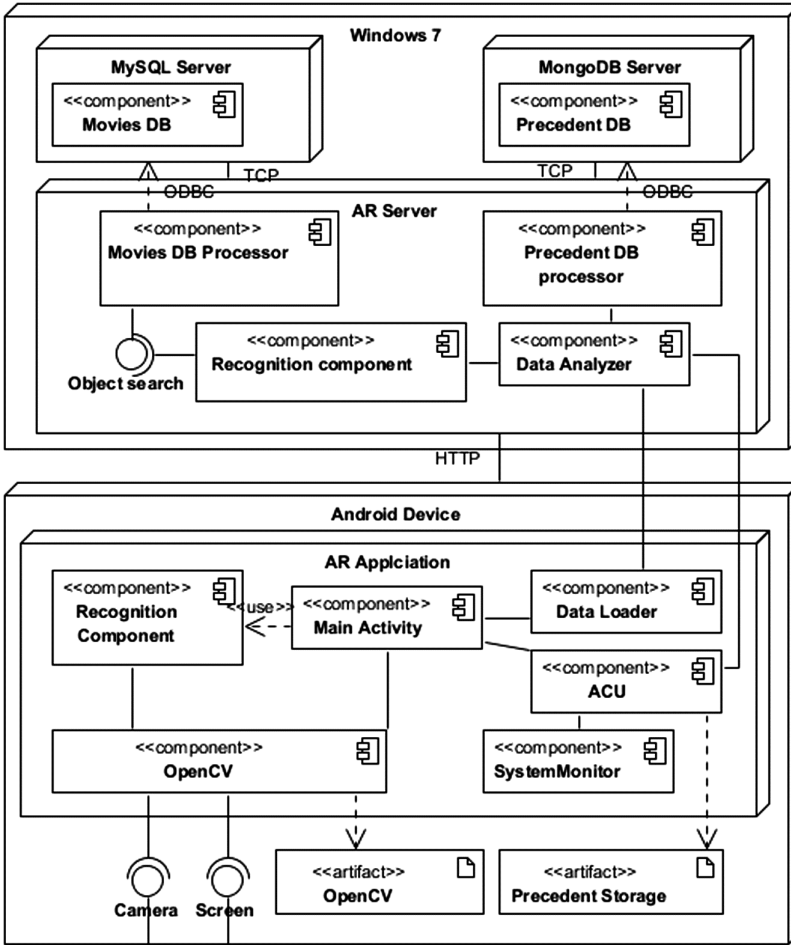 Windows 7
MySQL Server
<<component>>
Movies DB
MongoDB Server
<<component>>
Precedent DB
TCP
ODBC
TCP
ODBC
AR Server
<<component>>
Movies DB Processor
<<component>>
Precedent DB
processor
Object search
<<component>>
Recognition component
<<component>>
Data Analyzer
HTTP
Android Device
AR Applciation
<<component>>
Recognition
Component
<<use>>
<<component>>
Main Activity
<<component>>
Data Loader
<<component>>
ACU
<<component>>
OpenCV
<<component>>
SystemMonitor
Camera
Screen
<<artifact>>
OpenCV
<<artifact>>
Precedent Storage